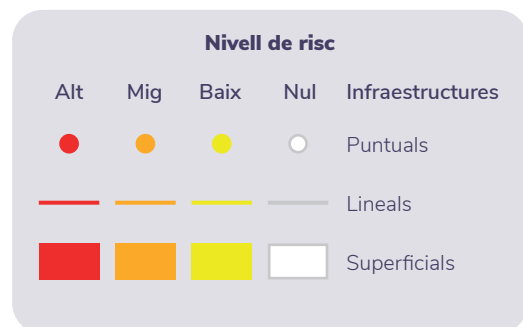 Nivell de risc
Alt Mig Baix Nul Infraestructures
Puntuals
Lineals
Superficials